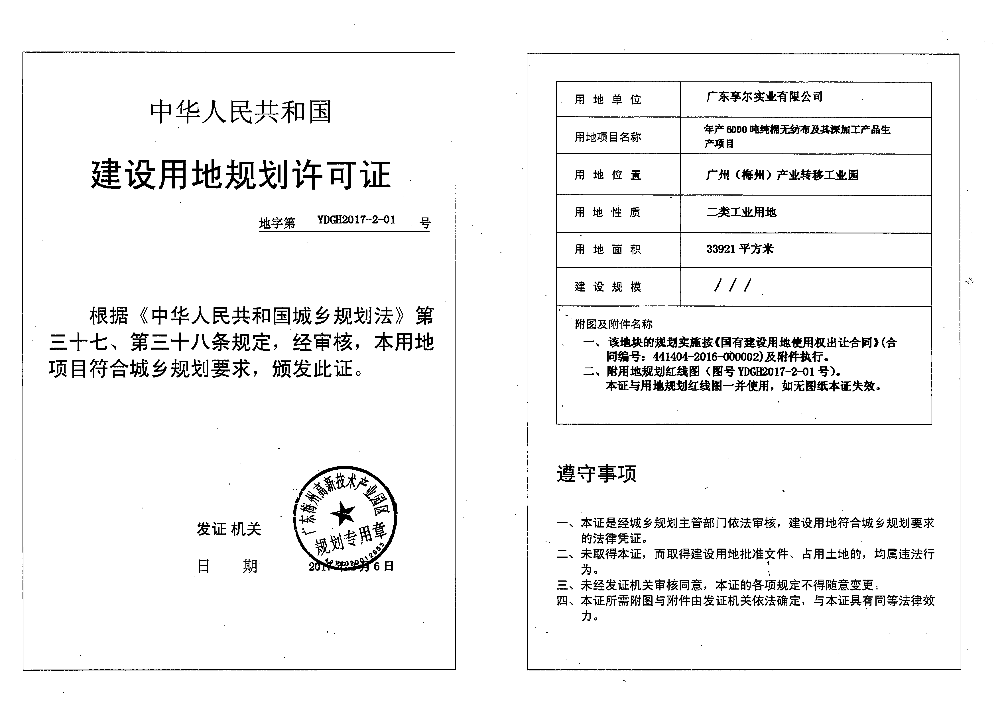 中华人民共和国
建设用地规划许可证
地字第 YDGH2017-2-01 号
根据《中华人民共和国城乡规划法》第
三十七、第三十八条规定，经审核，本用地
项目符合城乡规划要求，颁发此证。
发证机关
广东梅州高新技术产业园区
规划专用章
日 期
2017年 月6日
用地单位 广东享尔实业有限公司
用地项目名称 年产6000吨纯棉无纺布及其深加工产品生
产项目
用地位置 广州（梅州）产业转移工业园
用地性质 二类工业用地
用地面积 33921平方米
建设规模 ///
附图及附件名称
一、该地块的规划实施按《国有建设用地使用权出让合同》(合
同编号：441404-2016-000002)及附件执行。
二、附用地规划红线图（图号YDGH2017-2-01号）。
本证与用地规划红线图一并使用，如无图纸本证失效。
遵守事项
一、本证是经城乡规划主管部门依法审核，建设用地符合城乡规划要求
的法律凭证。
二、未取得本证，而取得建设用地批准文件、占用土地的，均属违法行
为。
三、未经发证机关审核同意，本证的各项规定不得随意变更。
四、本证所需附图与附件由发证机关依法确定，与本证具有同等法律效
力。